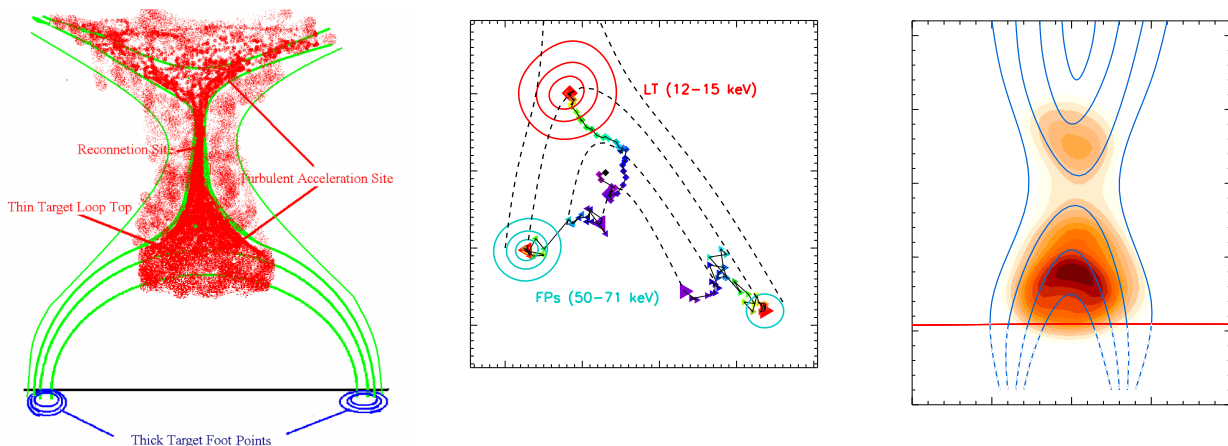 Reconnetion Site
Turbulent Acceleration Site
Thin Target Loop Top
Thick Target Foot Points
LT (12–15 keV)
FPs (50–71 keV)